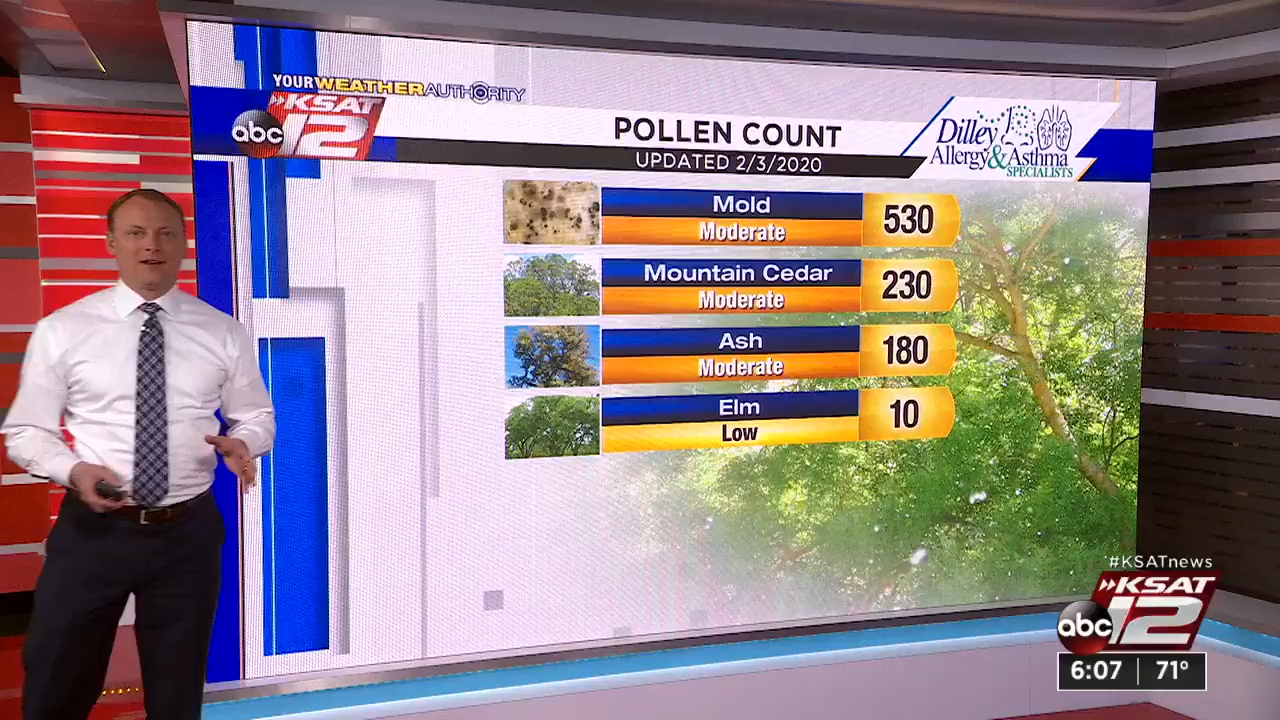 YOUR WEATHER AUTHORITY
KSAT
abc 12
POLLEN COUNT
UPDATED 2/3/2020
Dilley
Allergy & Asthma
SPECIALISTS
Mold
Moderate
530
Mountain Cedar
Moderate
230
Ash
Moderate
180
Elm
Low
10
#KSATnews
KSAT
abc 12
6:07 71°